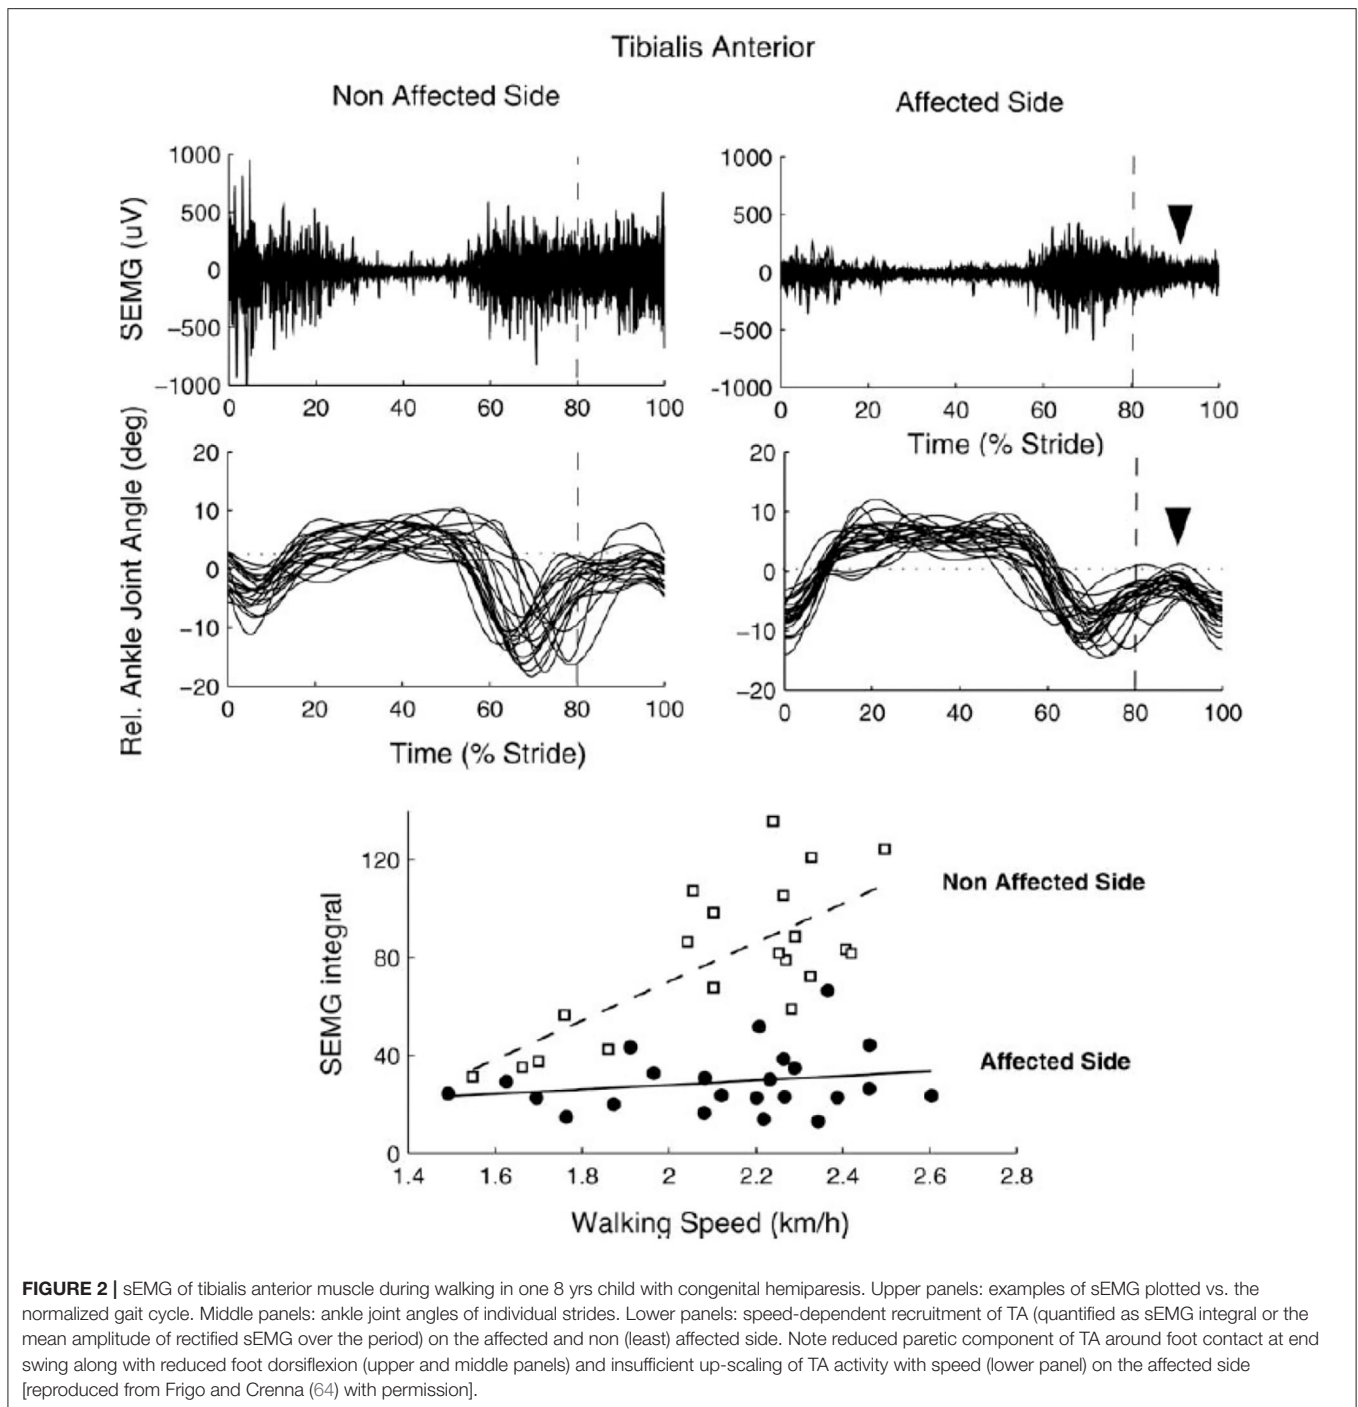 Tibialis Anterior
Non Affected Side
Affected Side
SEMG (uV)
1000
500
0
−500
−1000
0 20 40 60 80 100
1000
500
0
−500
-1000
0 20 40 60 80 100
Time (% Stride)
Rel. Ankle Joint Angle (deg)
20
10
0
−10
−20
0 20 40 60 80 100
Time (% Stride)
20
10
0
−10
−20
0 20 40 60 80 100
SEMG integral
120
80
40
0
1.4 1.6 1.8 2 2.2 2.4 2.6 2.8
Non Affected Side
Affected Side
Walking Speed (km/h)
FIGURE 2 | sEMG of tibialis anterior muscle during walking in one 8 yrs child with congenital hemiparesis. Upper panels: examples of sEMG plotted vs. the
normalized gait cycle. Middle panels: ankle joint angles of individual strides. Lower panels: speed-dependent recruitment of TA (quantified as sEMG integral or the
mean amplitude of rectified sEMG over the period) on the affected and non (least) affected side. Note reduced paretic component of TA around foot contact at end
swing along with reduced foot dorsiflexion (upper and middle panels) and insufficient up-scaling of TA activity with speed (lower panel) on the affected side
[reproduced from Frigo and Crenna (64) with permission].